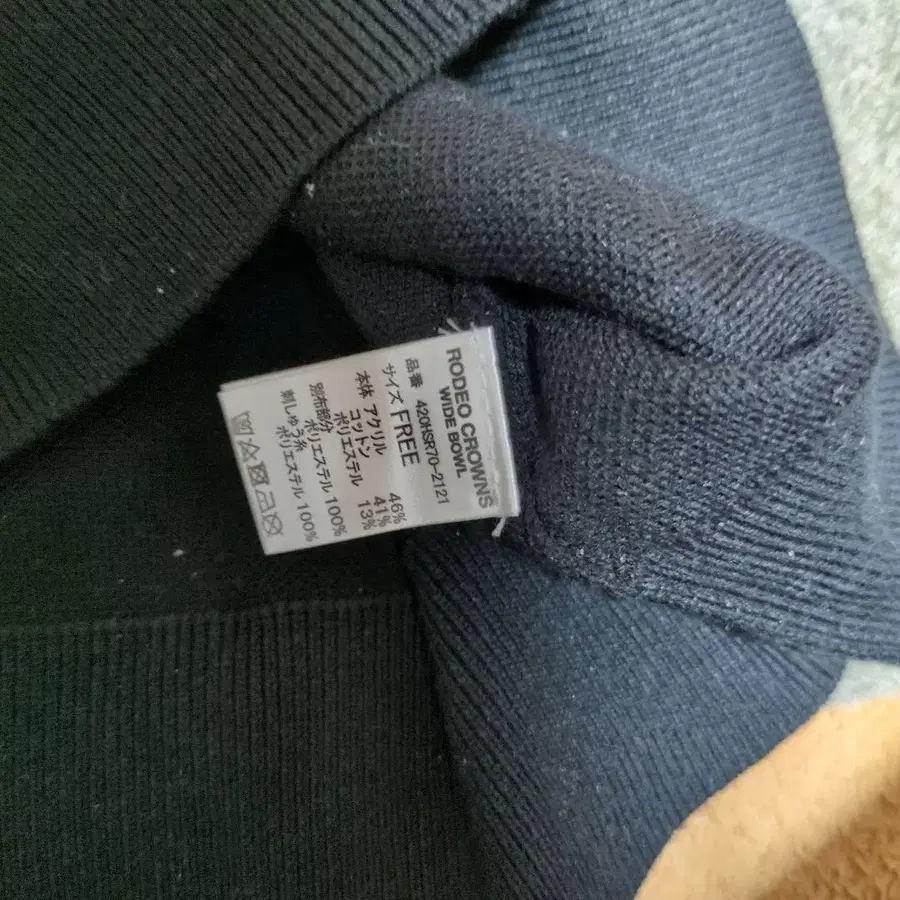 RODEO CROWNS
WIDE BOWL
品番 420HSR70-2121
サイズ FREE
本体 アクリル 46%
コットン 41%
ポリエステル 13%
別布部分
ポリエステル 100%
刺しゅう糸
ポリエステル 100%